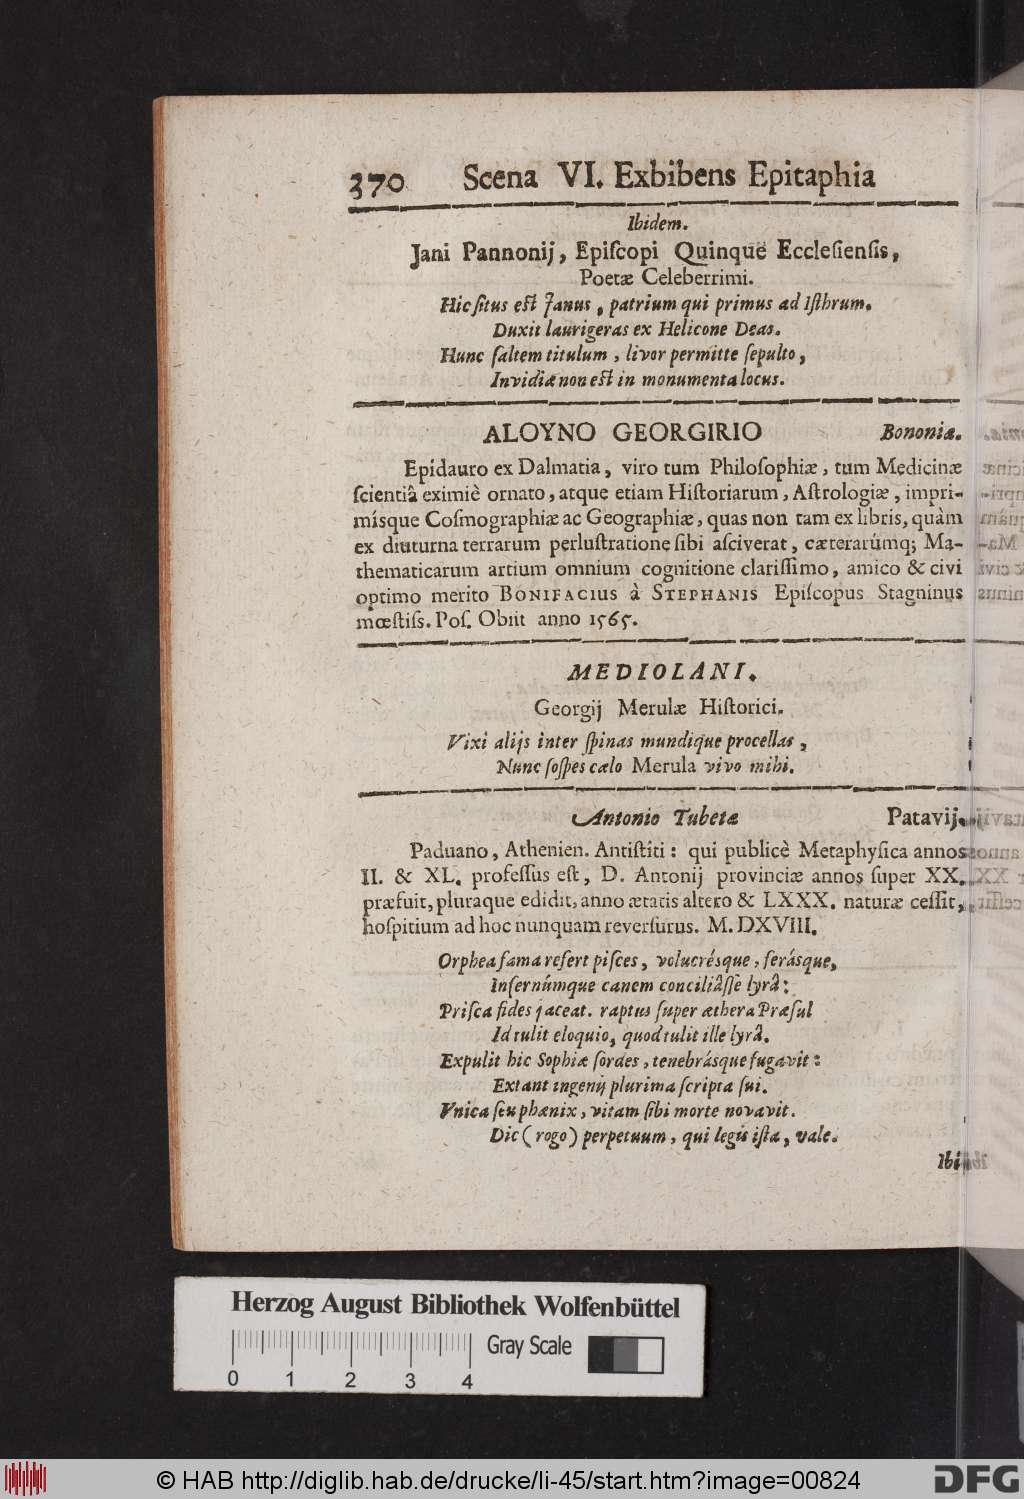 370 Scena VI. Exbibens Epitaphia
Ibidem.
Jani Pannonij, Epiſcopi Quinque Eccleſienſis,
Poetæ Celeberrimi.
Hic ſitus eſt Janus, patrium qui primus ad Iſthrum.
Duxit laurigeras ex Helicone Deas.
Hunc ſaltem titulum, livor permitte ſepulto,
Invidiæ non eſt in monumenta locus.
ALOYNO GEORGIRIO Bononiæ.
Epidauro ex Dalmatia, viro tum Philoſophiæ, tum Medicinæ
ſcientiâ eximiè ornato, atque etiam Hiſtoriarum, Aſtrologiæ, impri-
míſque Coſmographiæ ac Geographiæ, quas non tam ex libris, quàm
ex diuturna terrarum perluſtratione ſibi aſciverat, cæterarúmq; Ma-
thematicarum artium omnium cognitione clariſſimo, amico & civi
optimo merito BONIFACIUS à STEPHANIS Epiſcopus Stagninus
mœſtiſs. Poſ. Obiit anno 1565.
MEDIOLANI.
Georgij Merulæ Hiſtorici.
Vixi alijs inter ſpinas mundique procellas,
Nunc ſoſpes cælo Merula vivo mihi.
Antonio Tubetæ Patavij.
Paduano, Athenien. Antiſtiti: qui publicè Metaphyſica annos
II. & XL. profeſſus eſt, D. Antonij provinciæ annos ſuper XX.
præfuit, pluraque edidit, anno ætatis altero & LXXX. naturæ ceſſit,
hoſpitium ad hoc nunquam reverſurus. M. DXVIII.
Orphea fama refert piſces, volucréſque, feráſque,
Infernúmque canem conciliâſſe lyrâ:
Priſca fides jaceat. raptus ſuper æthera Præſul
Id tulit eloquio, quod tulit ille lyrâ.
Expulit hic Sophiæ ſordes, tenebráſque fugavit:
Extant ingenij plurima ſcripta ſui.
Vnica ſeu phænix, vitam ſibi morte novavit.
Dic (rogo) perpetuum, qui legis iſta, vale.
Ibi
Herzog August Bibliothek Wolfenbüttel
Gray Scale
0 1 2 3 4
© HAB http://diglib.hab.de/drucke/li-45/start.htm?image=00824
DFG